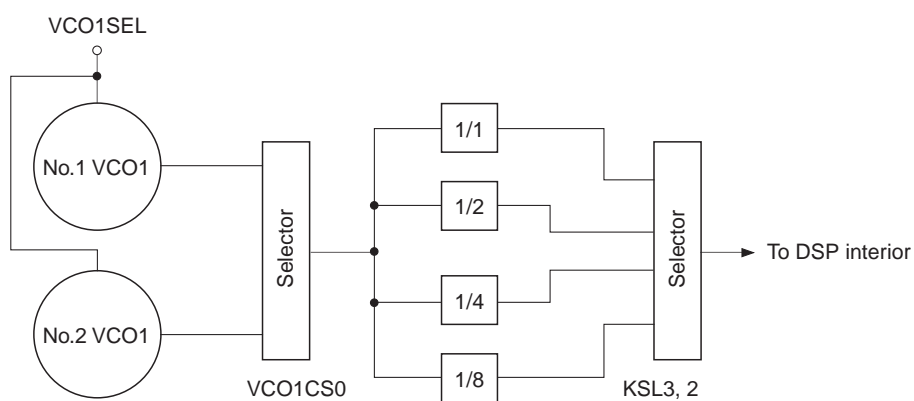 VCO1SEL
No.1 VCO1
No.2 VCO1
Selector
VCO1CS0
1/1
1/2
1/4
1/8
Selector
KSL3, 2
To DSP interior